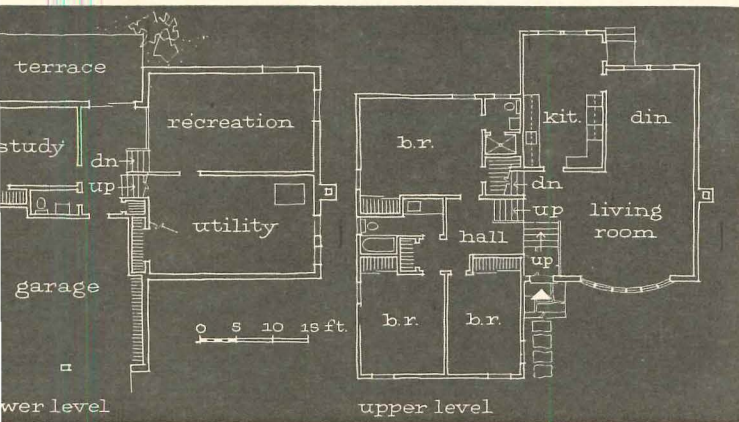 terrace
study
recreation
dn
up
utility
garage
0 5 10 15 ft.
wer level
kit.
din
b.r.
dn
up
living
room
hall
up
b.r.
b.r.
upper level